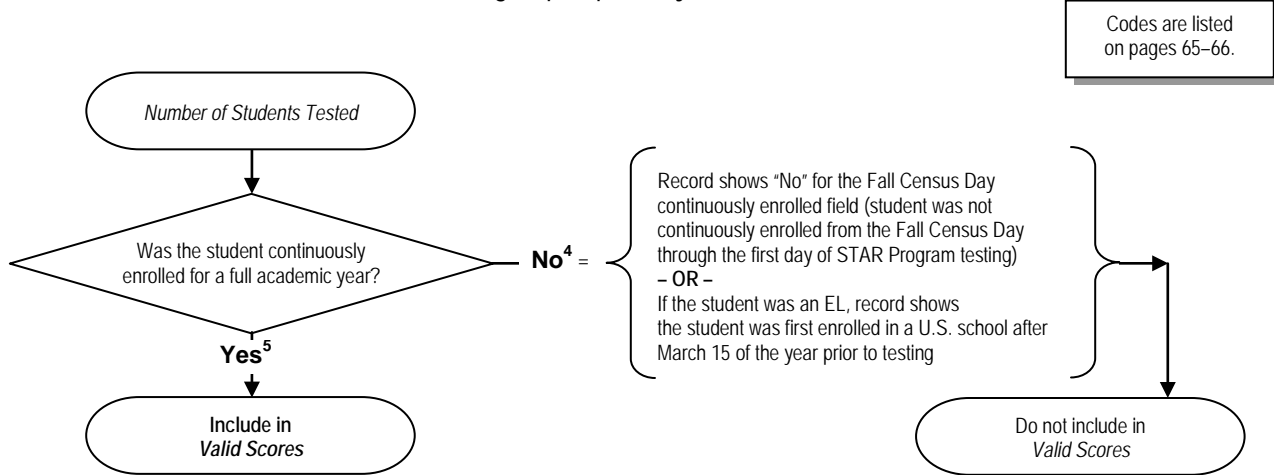 Codes are listed
on pages 65–66.
Number of Students Tested
Was the student continuously
enrolled for a full academic year?
No4 =
Record shows “No” for the Fall Census Day
continuously enrolled field (student was not
continuously enrolled from the Fall Census Day
through the first day of STAR Program testing)
– OR –
If the student was an EL, record shows
the student was first enrolled in a U.S. school after
March 15 of the year prior to testing
Yes5
Include in
Valid Scores
Do not include in
Valid Scores